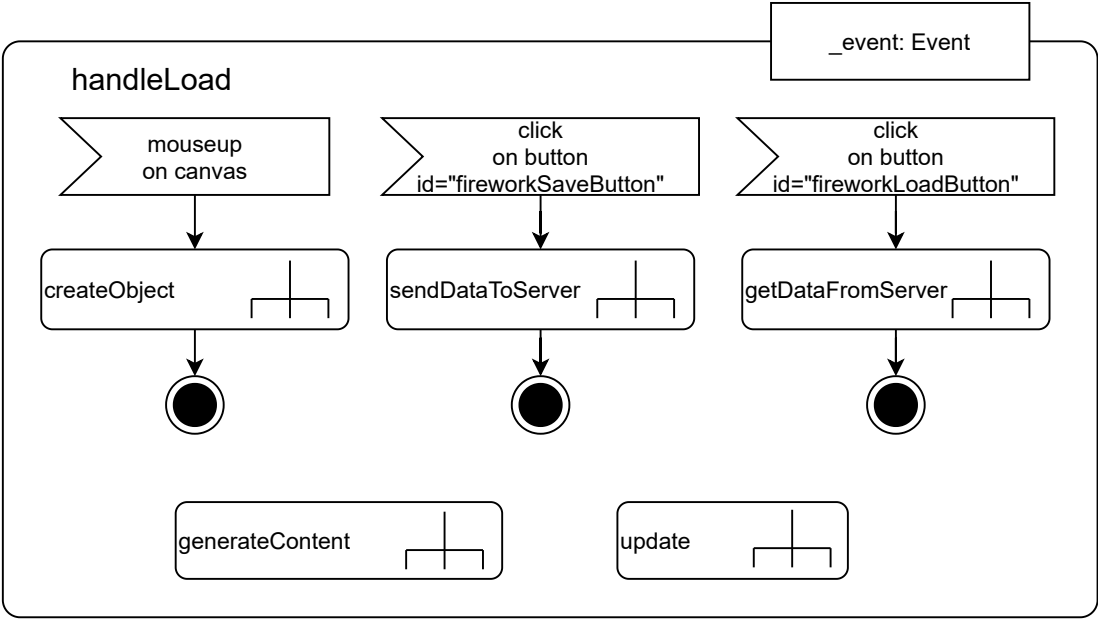 _event: Event
handleLoad
mouseup
on canvas
click
on button
id="fireworkSaveButton"
click
on button
id="fireworkLoadButton"
createObject
sendDataToServer
getDataFromServer
generateContent
update